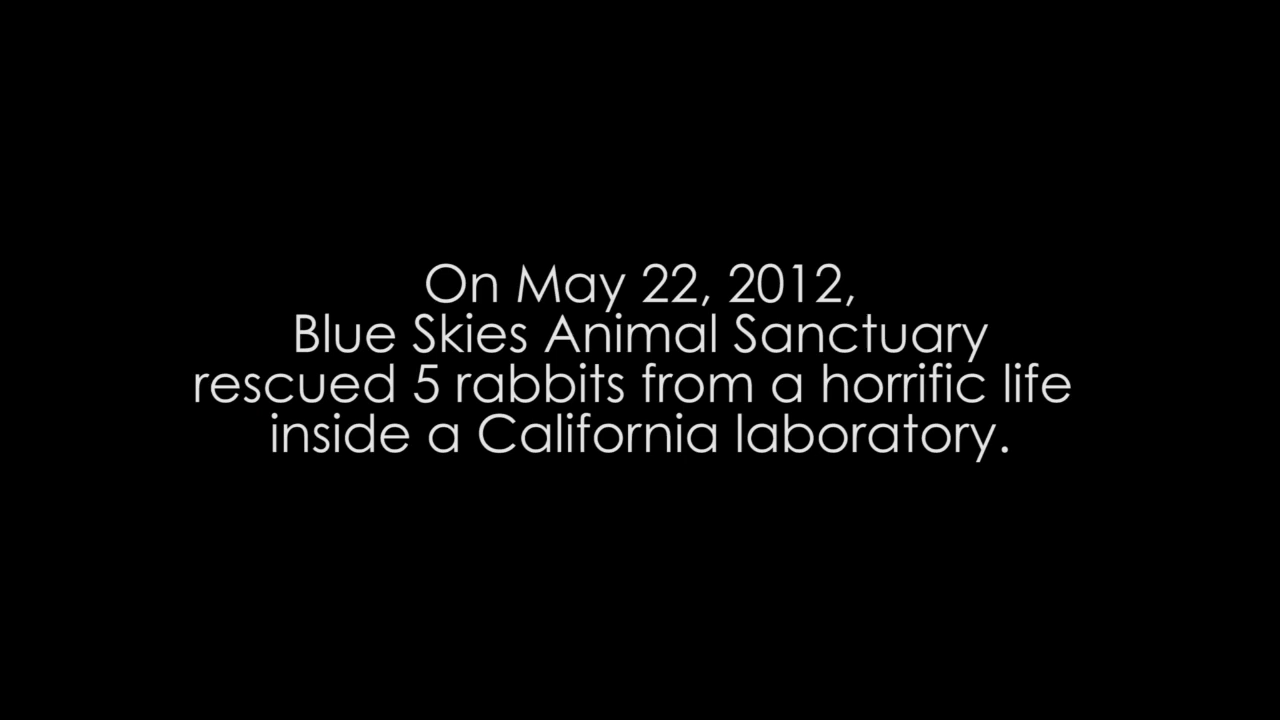 On May 22, 2012,
Blue Skies Animal Sanctuary
rescued 5 rabbits from a horrific life
inside a California laboratory.